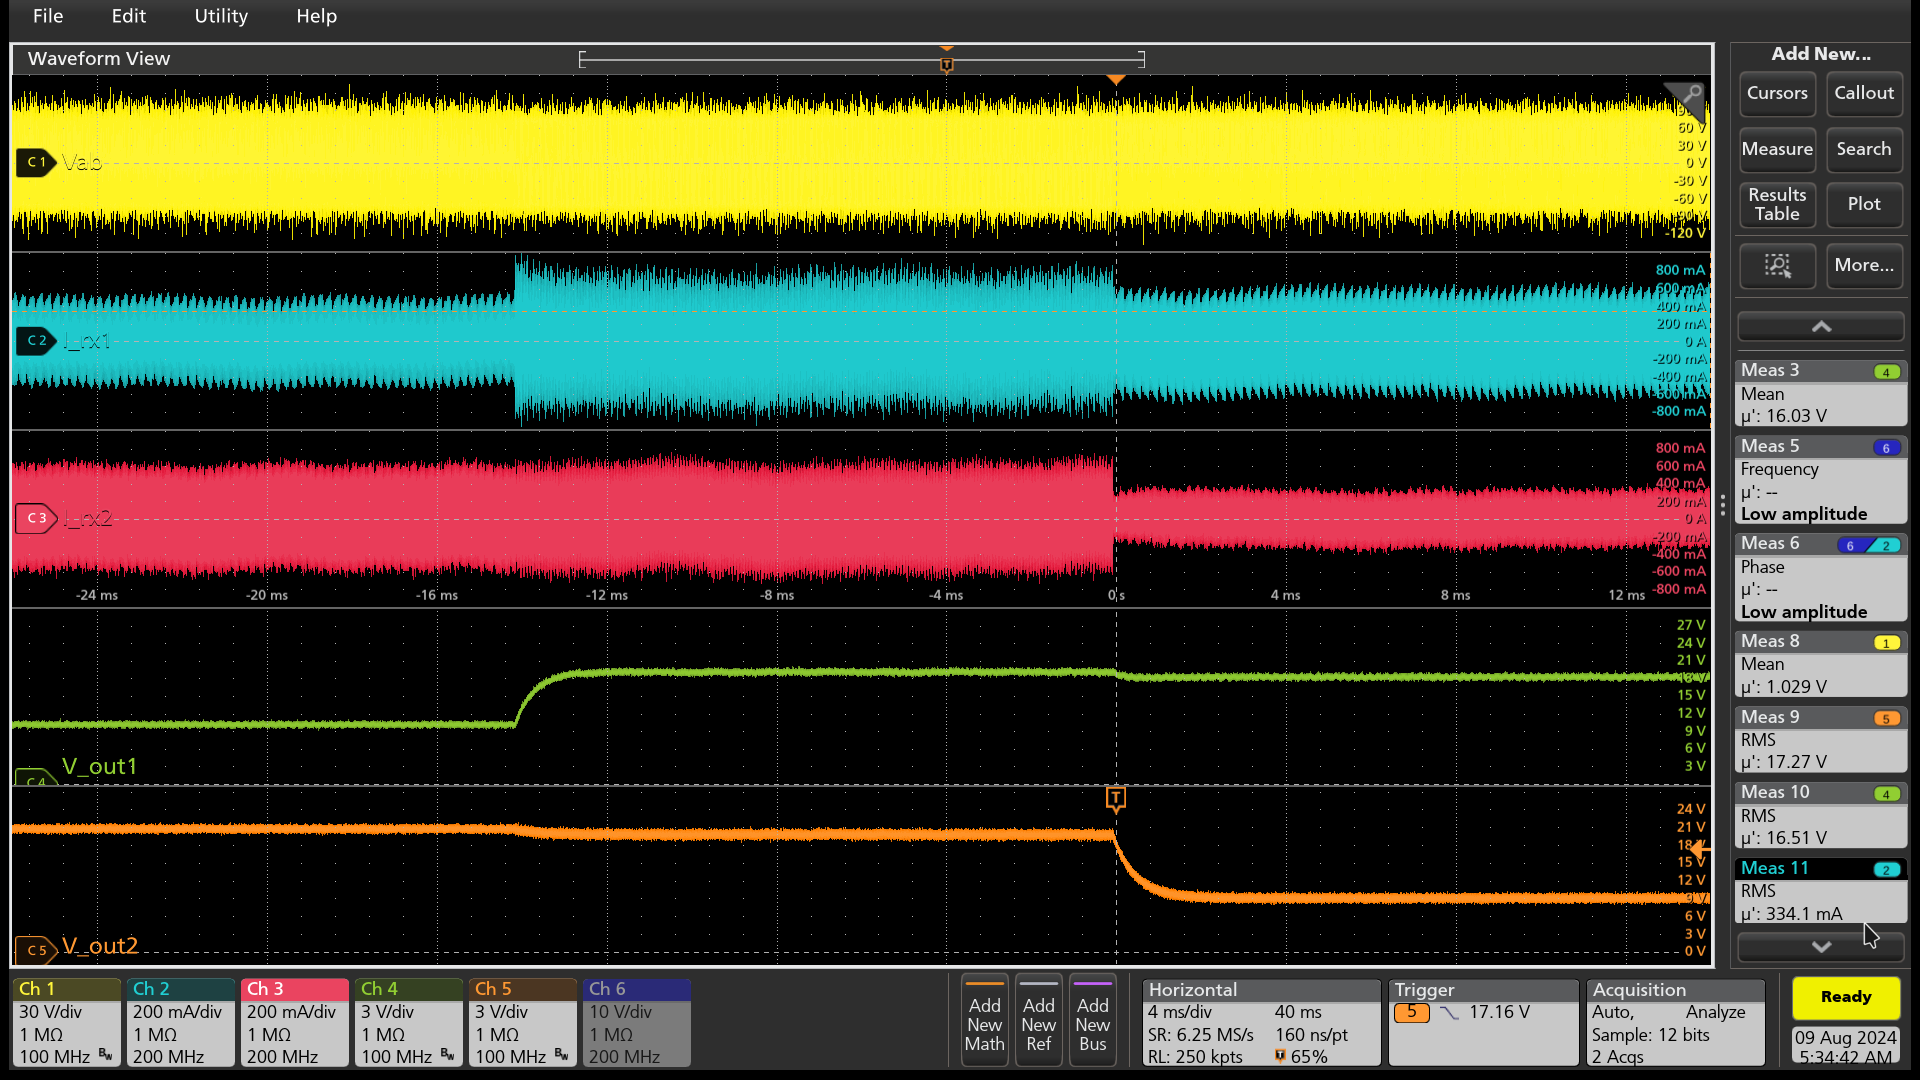 File Edit Utility Help
Waveform View
Add New...
Cursors Callout
Measure Search
Results Table Plot
More...
C 1 Vab
60 V
30 V
0 V
-30 V
-60 V
-120 V
C 2 I_rx1
800 mA
600 mA
400 mA
200 mA
0 A
-200 mA
-400 mA
-600 mA
-800 mA
C 3 I_rx2
800 mA
600 mA
400 mA
200 mA
0 A
-200 mA
-400 mA
-600 mA
-800 mA
-24 ms -20 ms -16 ms -12 ms -8 ms -4 ms 0 s 4 ms 8 ms 12 ms
27 V
24 V
21 V
18 V
15 V
12 V
9 V
6 V
3 V
C 4 V_out1
T
24 V
21 V
18 V
15 V
12 V
9 V
6 V
3 V
0 V
C 5 V_out2
Meas 3 4
Mean
µ': 16.03 V
Meas 5 6
Frequency
µ': --
Low amplitude
Meas 6 6 2
Phase
µ': --
Low amplitude
Meas 8 1
Mean
µ': 1.029 V
Meas 9 5
RMS
µ': 17.27 V
Meas 10 4
RMS
µ': 16.51 V
Meas 11 2
RMS
µ': 334.1 mA
Ch 1
30 V/div
1 MΩ
100 MHz Bw
Ch 2
200 mA/div
1 MΩ
200 MHz
Ch 3
200 mA/div
1 MΩ
200 MHz
Ch 4
3 V/div
1 MΩ
100 MHz Bw
Ch 5
3 V/div
1 MΩ
100 MHz Bw
Ch 6
10 V/div
1 MΩ
200 MHz
Add New Math
Add New Ref
Add New Bus
Horizontal
4 ms/div 40 ms
SR: 6.25 MS/s 160 ns/pt
RL: 250 kpts T 65%
Trigger
5 17.16 V
Acquisition
Auto, Analyze
Sample: 12 bits
2 Acqs
Ready
09 Aug 2024
5:34:42 AM